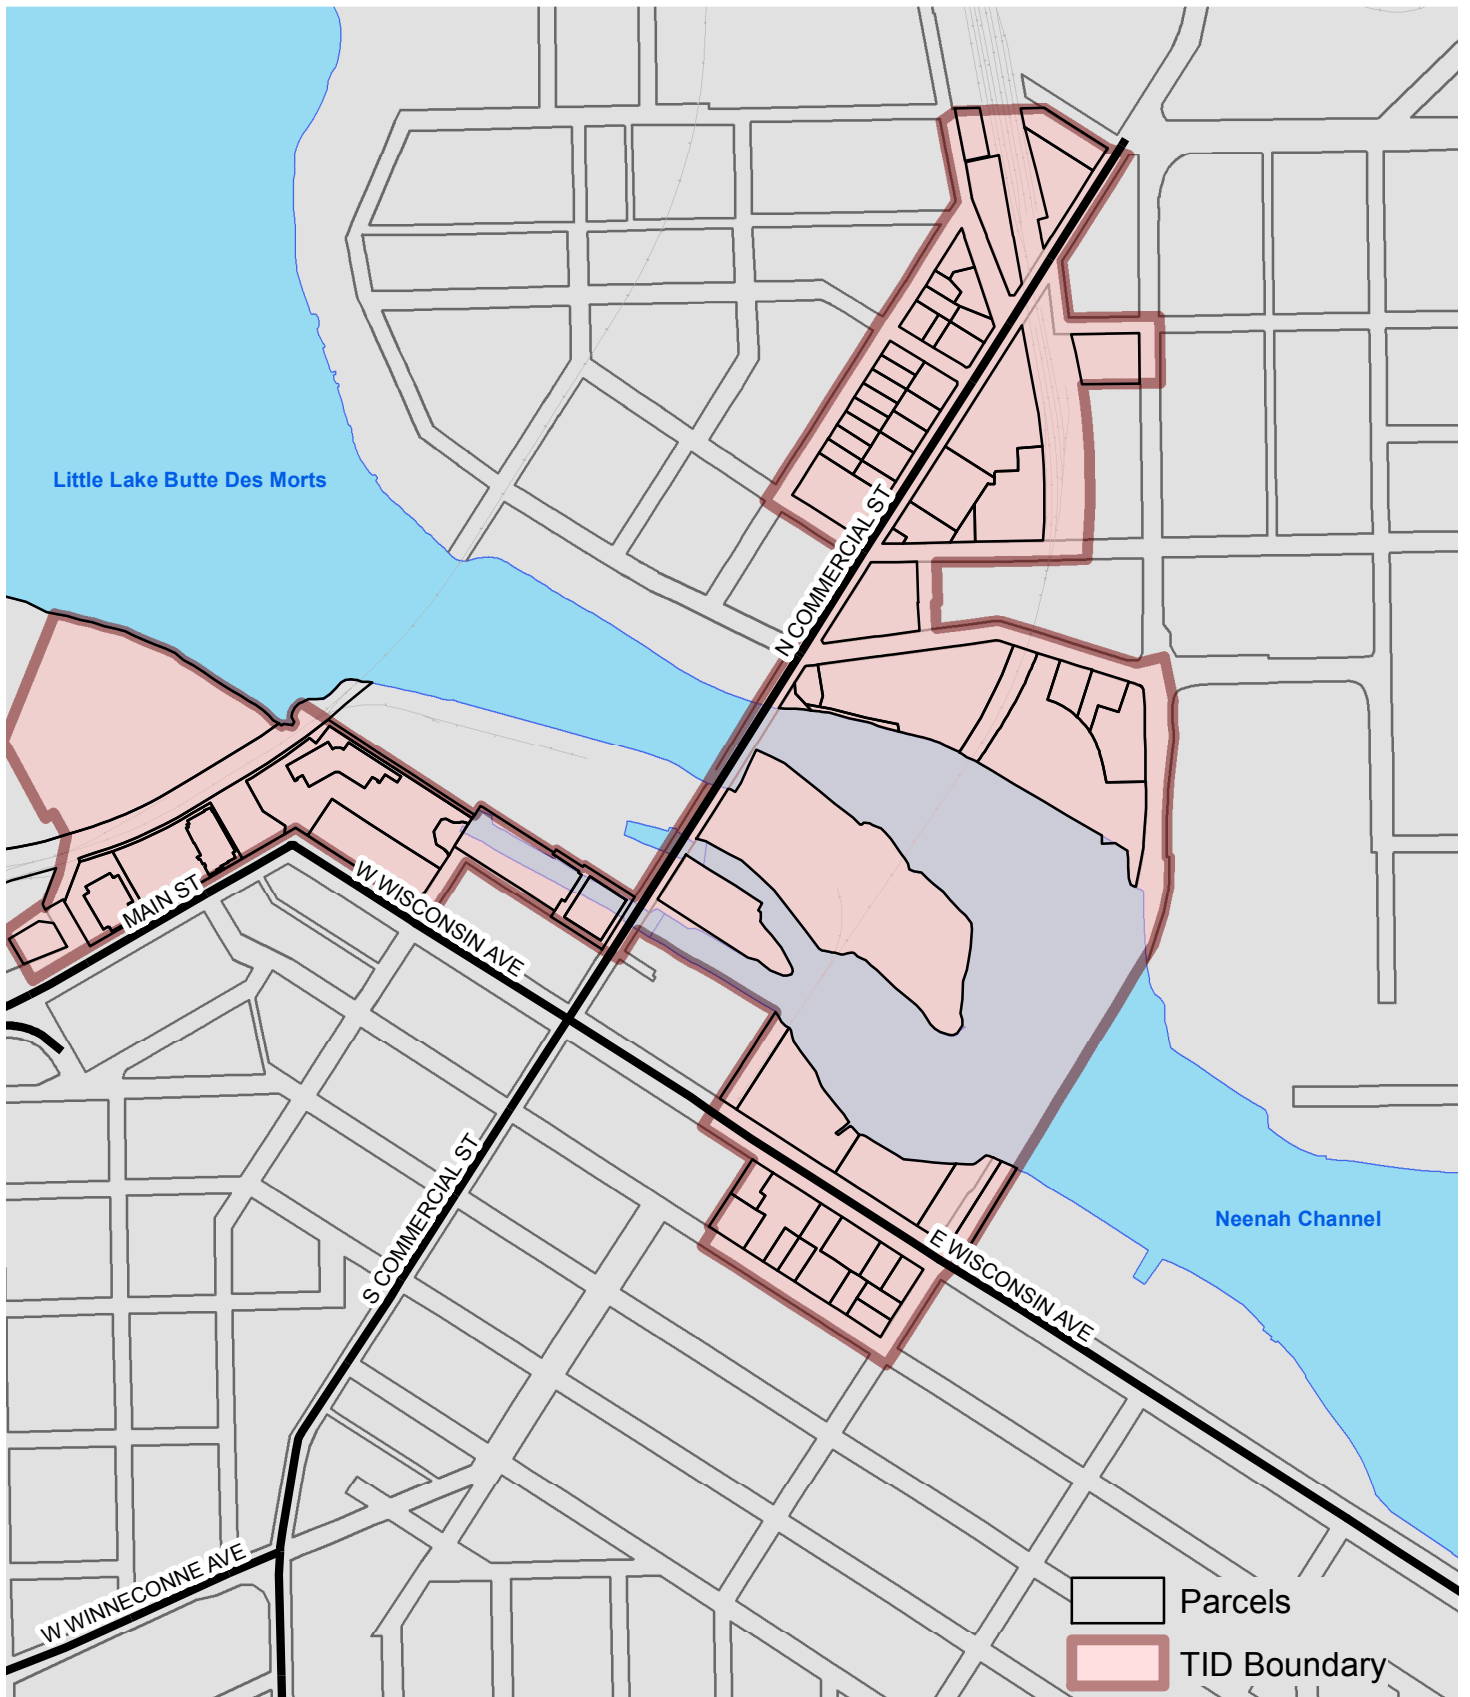 Little Lake Butte Des Morts
N COMMERCIAL ST
MAIN ST
W WISCONSIN AVE
S COMMERCIAL ST
Neenah Channel
E WISCONSIN AVE
W WINNECONNE AVE
Parcels
TID Boundary